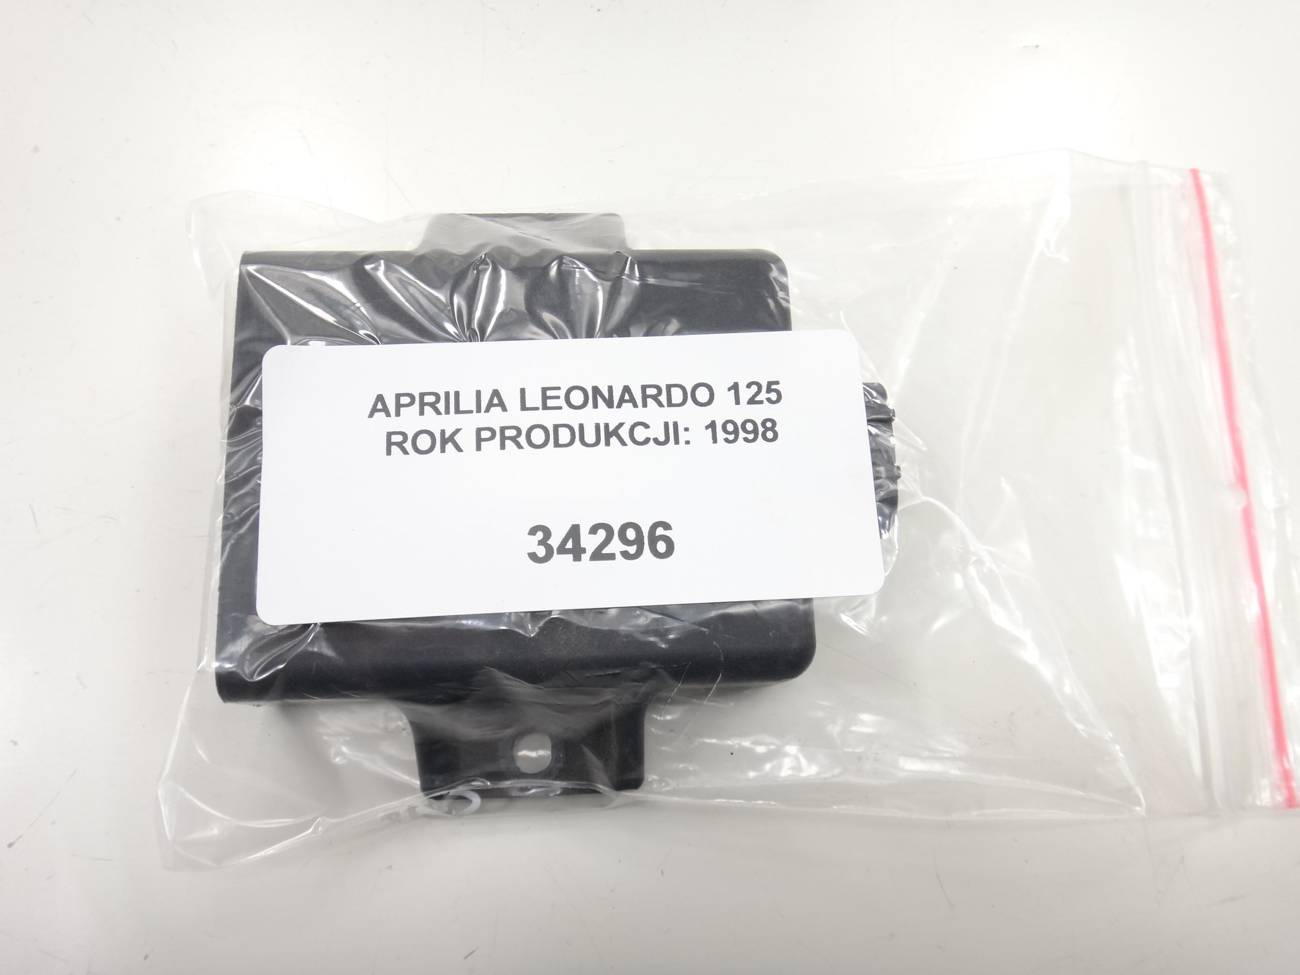 APRILIA LEONARDO 125
ROK PRODUKCJI: 1998
34296